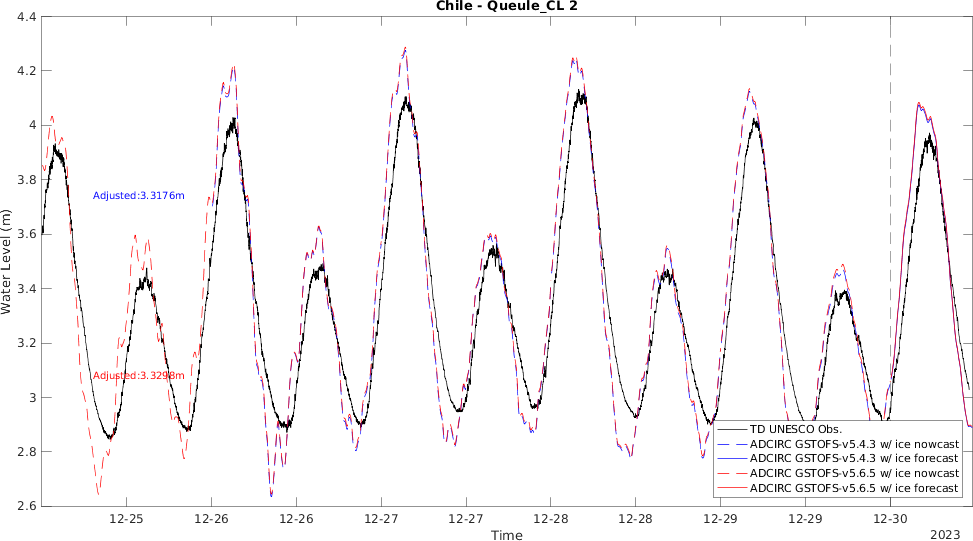 Chile - Queule_CL 2
4.4
4.2
4
3.8
3.6
3.4
3.2
3
2.8
2.6
Water Level (m)
Adjusted:3.3176m
Adjusted:3.3298m
TD UNESCO Obs.
ADCIRC GSTOFS-v5.4.3 w/ ice nowcast
ADCIRC GSTOFS-v5.4.3 w/ ice forecast
ADCIRC GSTOFS-v5.6.5 w/ ice nowcast
ADCIRC GSTOFS-v5.6.5 w/ ice forecast
12-25 12-26 12-26 12-27 12-27 12-28 12-28 12-29 12-29 12-30
Time
2023